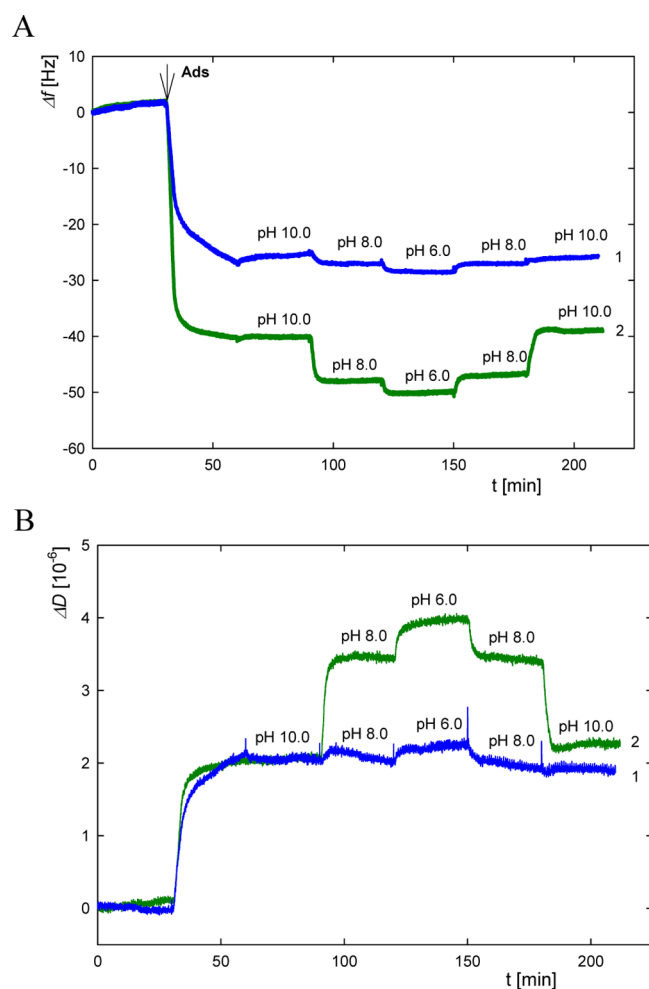 A
Δf [Hz]
10
Ads
0
-10
-20
pH 10.0 pH 8.0 pH 6.0 pH 8.0 pH 10.0
1
-30
pH 10.0 pH 10.0
2
-40
pH 8.0 pH 6.0 pH 8.0
-50
-60
0 50 100 150 200
t [min]
B
ΔD [10-6]
5
pH 6.0
4
pH 8.0 pH 8.0
3
pH 10.0 pH 8.0 pH 6.0 pH 8.0 pH 10.0
2
2
1
1
0
0 50 100 150 200
t [min]